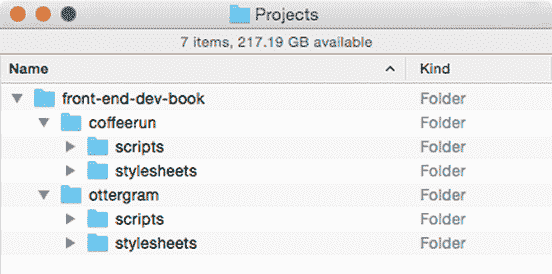 Projects
7 items, 217.19 GB available
Name Kind
front-end-dev-book Folder
coffeerun Folder
scripts Folder
stylesheets Folder
ottergram Folder
scripts Folder
stylesheets Folder